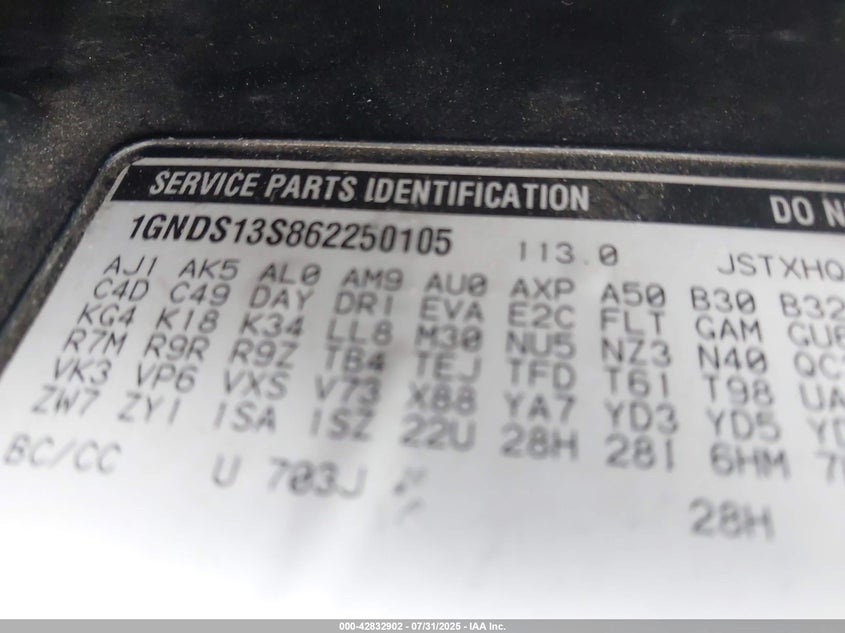 SERVICE PARTS IDENTIFICATION DO N
1GNDS13S862250105 113.0 JSTXHQ
AJ1 AK5 AL0 AM9 AU0 AXP A50 B30 B32
C4D C49 DAY DR1 EVA E2C FLT GAM GU6
KG4 K18 K34 LL8 M30 NU5 NZ3 N40 QC
R7M R9R R9Z TB4 TEJ TFD T61 T98 UA
VK3 VP6 VXS V73 X88 YA7 YD3 YD5 YD
ZW7 ZY1 1SA 1SZ 22U 28H 281 6HM 7
BC/CC U 703J 28H
000-42832902 - 07/31/2025 - IAA Inc.